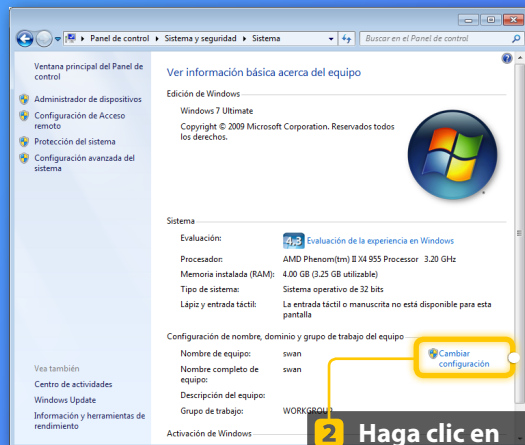 Panel de control ▸ Sistema y seguridad ▸ Sistema
Buscar en el Panel de control
Ventana principal del Panel de
control
Administrador de dispositivos
Configuración de Acceso
remoto
Protección del sistema
Configuración avanzada del
sistema
Vea también
Centro de actividades
Windows Update
Información y herramientas de
rendimiento
Ver información básica acerca del equipo
Edición de Windows
Windows 7 Ultimate
Copyright © 2009 Microsoft Corporation. Reservados todos
los derechos.
Sistema
Evaluación: 4,3 Evaluación de la experiencia en Windows
Procesador: AMD Phenom(tm) II X4 955 Processor 3.20 GHz
Memoria instalada (RAM): 4.00 GB (3.25 GB utilizable)
Tipo de sistema: Sistema operativo de 32 bits
Lápiz y entrada táctil: La entrada táctil o manuscrita no está disponible para esta
pantalla
Configuración de nombre, dominio y grupo de trabajo del equipo
Nombre de equipo: swan
Cambiar
configuración
Nombre completo de swan
equipo:
Descripción del equipo:
Grupo de trabajo: WORKGROUP
Activación de Windows
2 Haga clic en